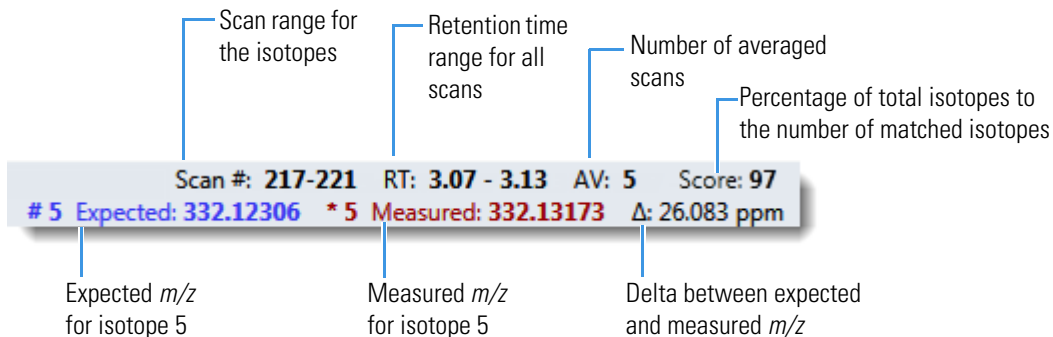 Scan range for
the isotopes
Retention time
range for all
scans
Number of averaged
scans
Percentage of total isotopes to
the number of matched isotopes
Scan #: 217-221 RT: 3.07 - 3.13 AV: 5 Score: 97
# 5 Expected: 332.12306 * 5 Measured: 332.13173 Δ: 26.083 ppm
Expected m/z
for isotope 5
Measured m/z
for isotope 5
Delta between expected
and measured m/z